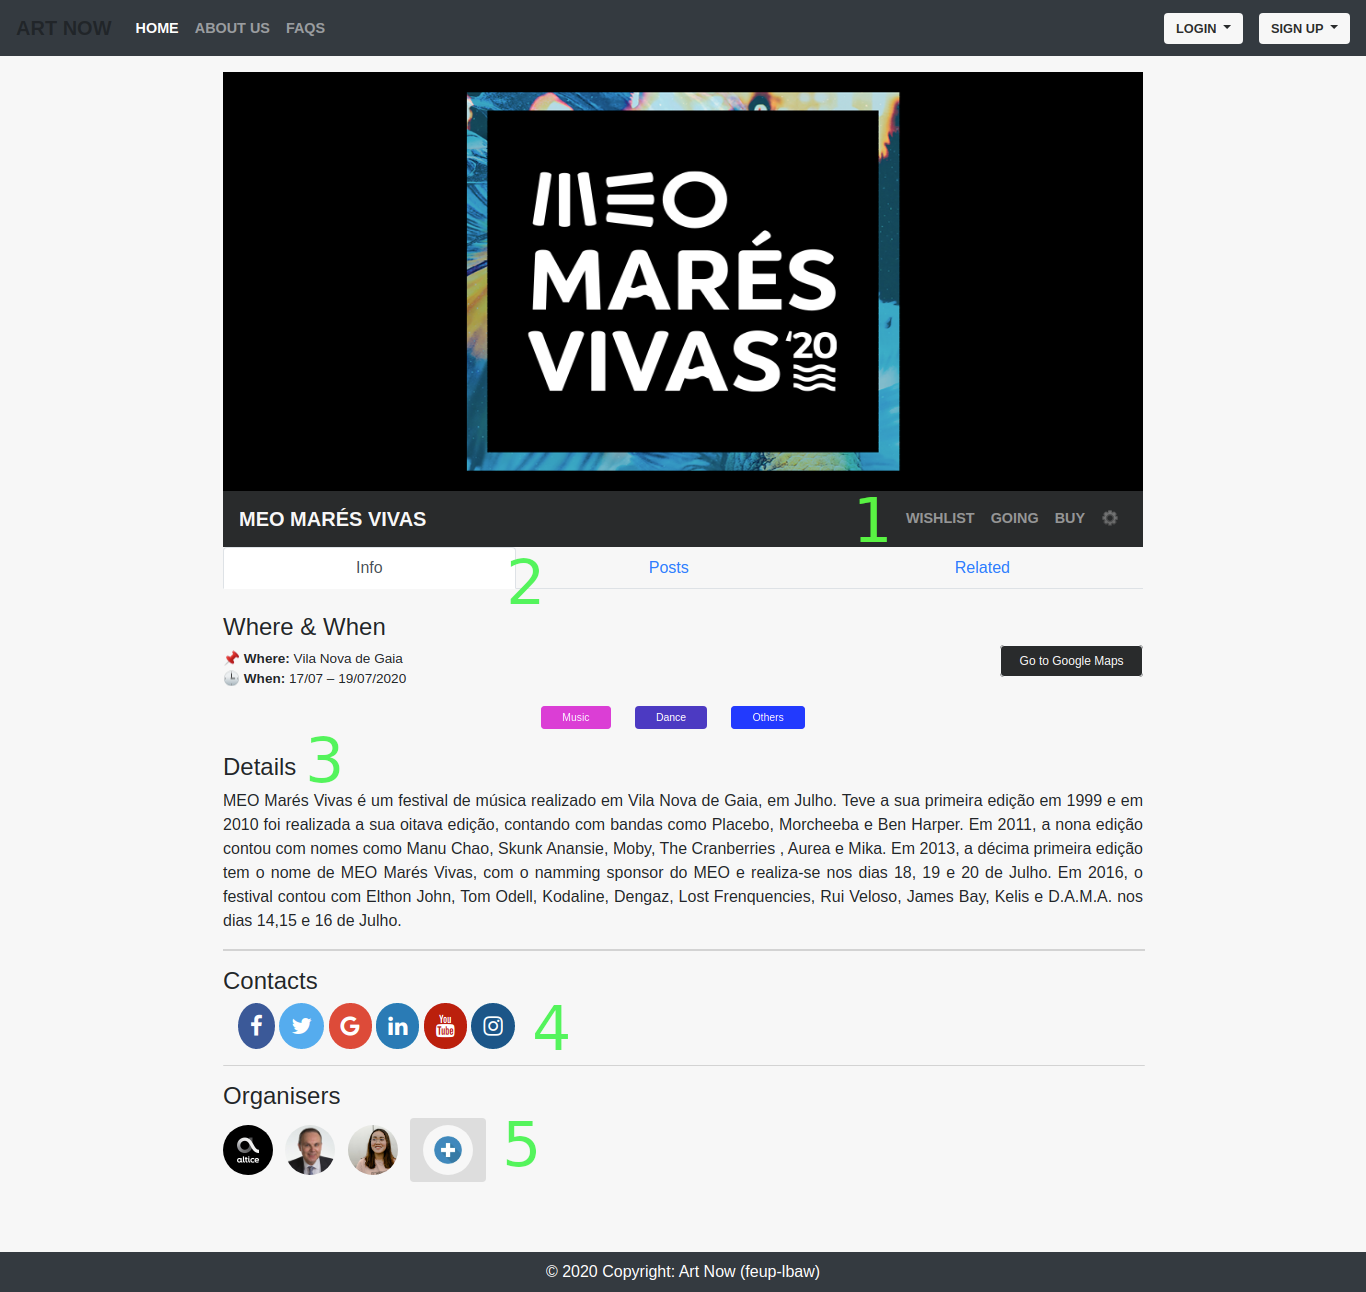 ART NOW HOME ABOUT US FAQS LOGIN SIGN UP
MEO
MARÉS
VIVAS '20
MEO MARÉS VIVAS 1 WISHLIST GOING BUY
Info 2 Posts Related
Where & When
Where: Vila Nova de Gaia
When: 17/07 – 19/07/2020
Go to Google Maps
Music Dance Others
Details 3
MEO Marés Vivas é um festival de música realizado em Vila Nova de Gaia, em Julho. Teve a sua primeira edição em 1999 e em
2010 foi realizada a sua oitava edição, contando com bandas como Placebo, Morcheeba e Ben Harper. Em 2011, a nona edição
contou com nomes como Manu Chao, Skunk Anansie, Moby, The Cranberries , Aurea e Mika. Em 2013, a décima primeira edição
tem o nome de MEO Marés Vivas, com o namming sponsor do MEO e realiza-se nos dias 18, 19 e 20 de Julho. Em 2016, o
festival contou com Elthon John, Tom Odell, Kodaline, Dengaz, Lost Frenquencies, Rui Veloso, James Bay, Kelis e D.A.M.A. nos
dias 14,15 e 16 de Julho.
Contacts
f G in You Tube 4
Organisers
altice 5
© 2020 Copyright: Art Now (feup-lbaw)